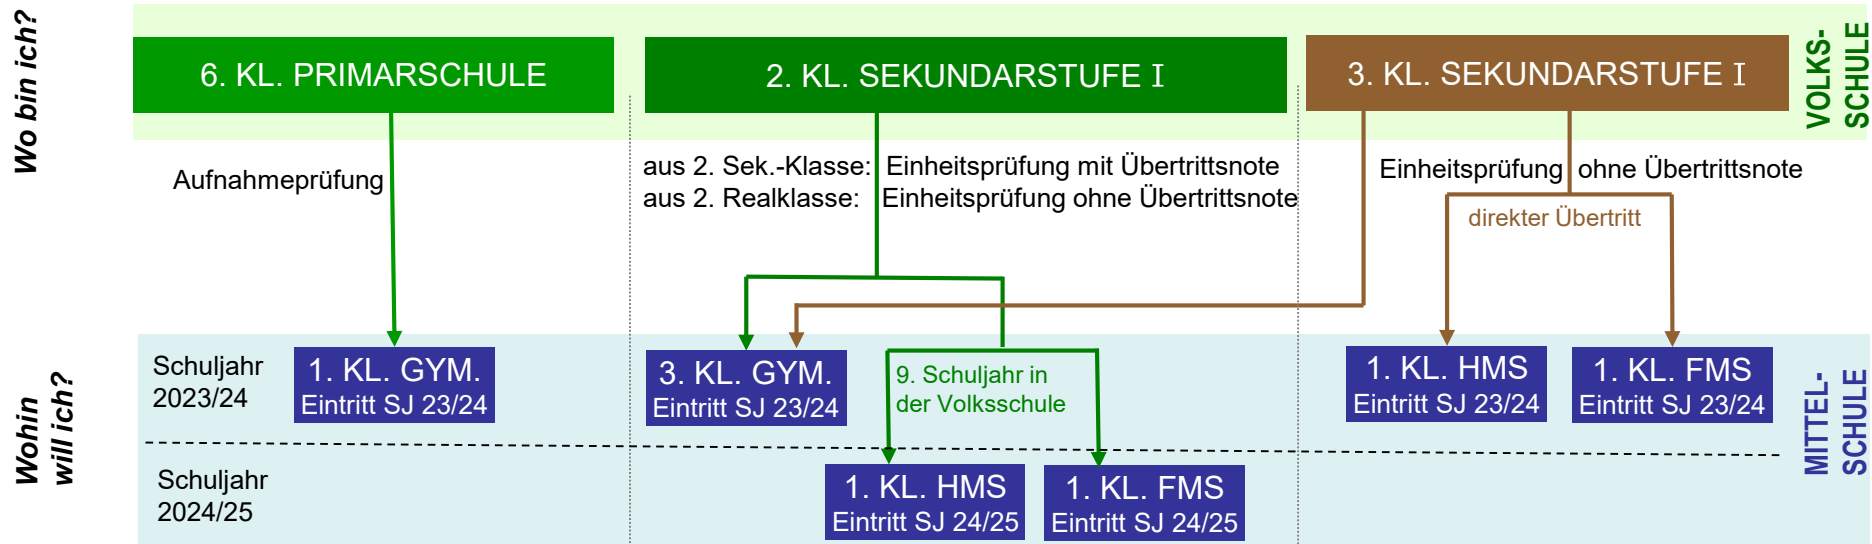 Wo bin ich?
6. KL. PRIMARSCHULE
2. KL. SEKUNDARSTUFE I
3. KL. SEKUNDARSTUFE I
VOLKS-
SCHULE
Aufnahmeprüfung
aus 2. Sek.-Klasse: Einheitsprüfung mit Übertrittsnote
aus 2. Realklasse: Einheitsprüfung ohne Übertrittsnote
Einheitsprüfung ohne Übertrittsnote
direkter Übertritt
Wohin
will ich?
Schuljahr
2023/24
1. KL. GYM.
Eintritt SJ 23/24
3. KL. GYM.
Eintritt SJ 23/24
9. Schuljahr in
der Volksschule
1. KL. HMS
Eintritt SJ 23/24
1. KL. FMS
Eintritt SJ 23/24
MITTEL-
SCHULE
Schuljahr
2024/25
1. KL. HMS
Eintritt SJ 24/25
1. KL. FMS
Eintritt SJ 24/25